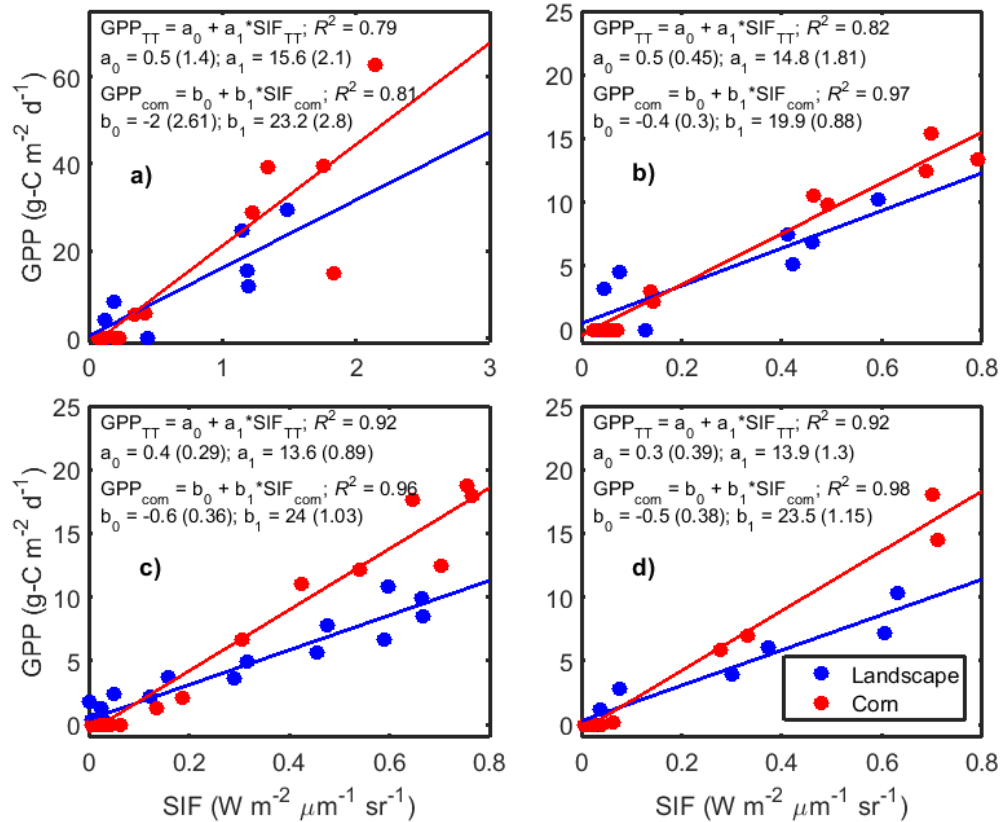 GPP_TT = a_0 + a_1*SIF_TT; R^2 = 0.79
a_0 = 0.5 (1.4); a_1 = 15.6 (2.1)
GPP_com = b_0 + b_1*SIF_com; R^2 = 0.81
b_0 = -2 (2.61); b_1 = 23.2 (2.8)
a)
60
40
20
0
1
2
3
GPP (g-C m^-2 d^-1)
GPP_TT = a_0 + a_1*SIF_TT; R^2 = 0.82
a_0 = 0.5 (0.45); a_1 = 14.8 (1.81)
GPP_com = b_0 + b_1*SIF_com; R^2 = 0.97
b_0 = -0.4 (0.3); b_1 = 19.9 (0.88)
b)
25
20
15
10
5
0
0 0.2 0.4 0.6 0.8
GPP_TT = a_0 + a_1*SIF_TT; R^2 = 0.92
a_0 = 0.4 (0.29); a_1 = 13.6 (0.89)
GPP_com = b_0 + b_1*SIF_com; R^2 = 0.96
b_0 = -0.6 (0.36); b_1 = 24 (1.03)
c)
25
20
15
10
5
0
0 0.2 0.4 0.6 0.8
GPP (g-C m^-2 d^-1)
SIF (W m^-2 μm^-1 sr^-1)
GPP_TT = a_0 + a_1*SIF_TT; R^2 = 0.92
a_0 = 0.3 (0.39); a_1 = 13.9 (1.3)
GPP_com = b_0 + b_1*SIF_com; R^2 = 0.98
b_0 = -0.5 (0.38); b_1 = 23.5 (1.15)
d)
Landscape
Corn
25
20
15
10
5
0
0 0.2 0.4 0.6 0.8
SIF (W m^-2 μm^-1 sr^-1)